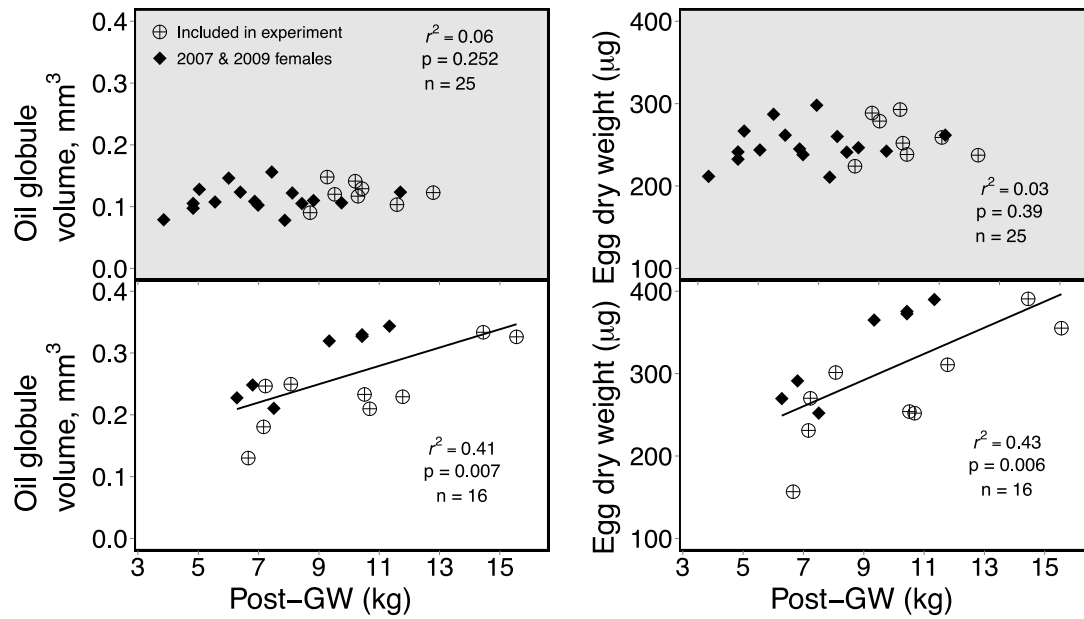 Oil globule
volume, mm³
0.4
0.3
0.2
0.1
0.0
Included in experiment
2007 & 2009 females
r² = 0.06
p = 0.252
n = 25
Egg dry weight (μg)
400
300
200
100
r² = 0.03
p = 0.39
n = 25
Oil globule
volume, mm³
0.4
0.3
0.2
0.1
0.0
r² = 0.41
p = 0.007
n = 16
3 5 7 9 11 13 15
Post−GW (kg)
Egg dry weight (μg)
400
300
200
100
r² = 0.43
p = 0.006
n = 16
3 5 7 9 11 13 15
Post−GW (kg)